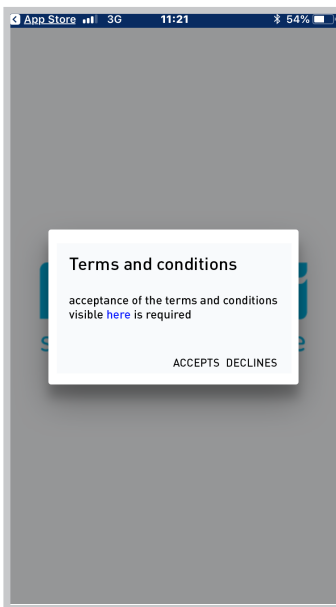 App Store 3G 11:21 54%
Terms and conditions
acceptance of the terms and conditions
visible here is required
ACCEPTS DECLINES